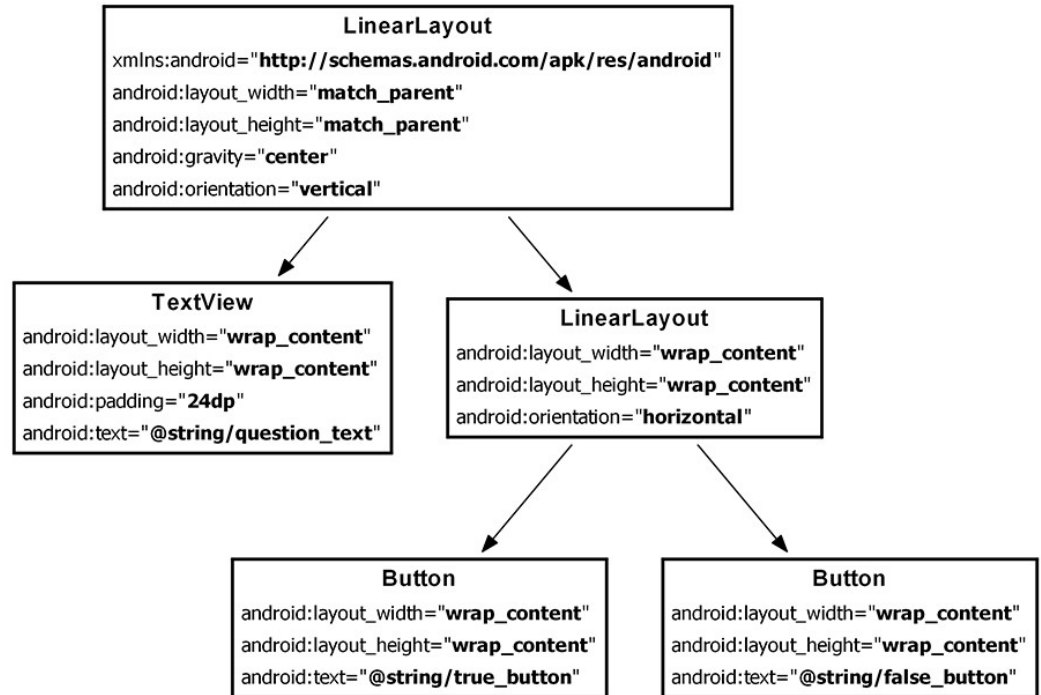 LinearLayout
xmlns:android="http://schemas.android.com/apk/res/android"
android:layout_width="match_parent"
android:layout_height="match_parent"
android:gravity="center"
android:orientation="vertical"
TextView
android:layout_width="wrap_content"
android:layout_height="wrap_content"
android:padding="24dp"
android:text="@string/question_text"
LinearLayout
android:layout_width="wrap_content"
android:layout_height="wrap_content"
android:orientation="horizontal"
Button
android:layout_width="wrap_content"
android:layout_height="wrap_content"
android:text="@string/true_button"
Button
android:layout_width="wrap_content"
android:layout_height="wrap_content"
android:text="@string/false_button"